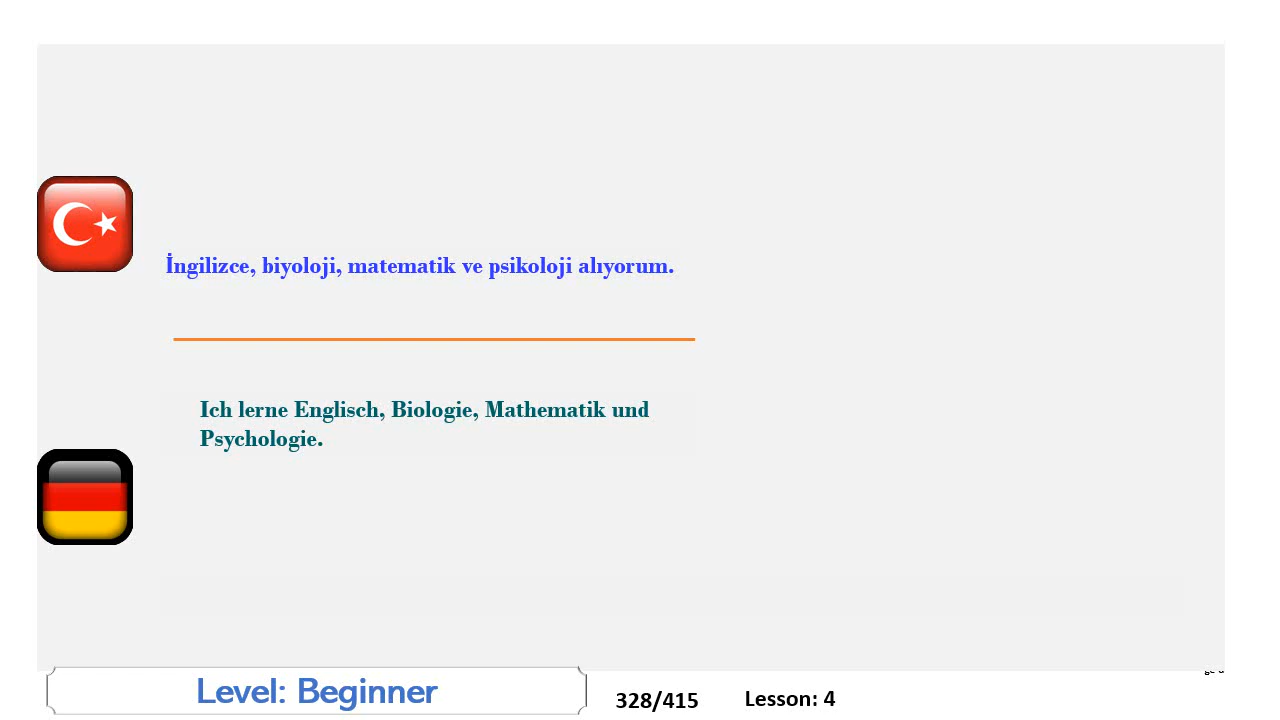 İngilizce, biyoloji, matematik ve psikoloji alıyorum.
Ich lerne Englisch, Biologie, Mathematik und
Psychologie.
Level: Beginner
328/415
Lesson: 4